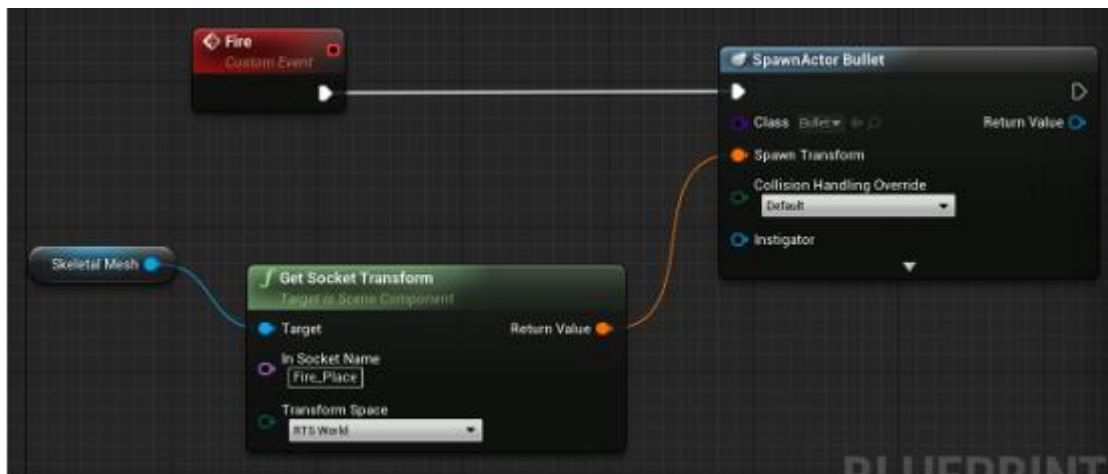 Fire
Custom Event
SpawnActor Bullet
Class Bullet
Return Value
Spawn Transform
Collision Handling Override
Default
Instigator
Skeletal Mesh
Get Socket Transform
Target is Scene Component
Target
Return Value
In Socket Name
Fire_Place
Transform Space
RTS World
BLUEPRINT